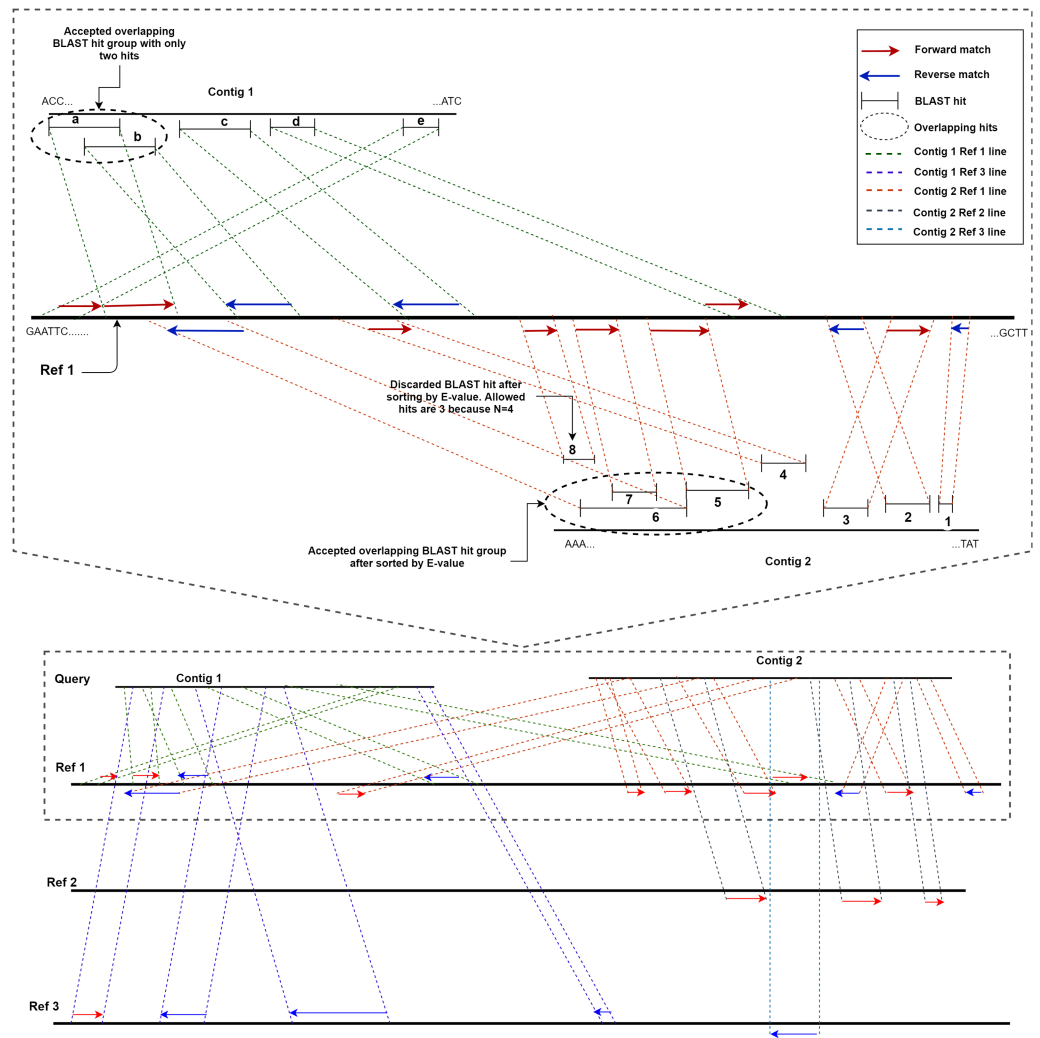 Accepted overlapping
BLAST hit group with only
two hits
Contig 1
ACC...
...ATC
a
b
c
d
e
Forward match
Reverse match
BLAST hit
Overlapping hits
Contig 1 Ref 1 line
Contig 1 Ref 3 line
Contig 2 Ref 1 line
Contig 2 Ref 2 line
Contig 2 Ref 3 line
GAATTC.......
...GCTT
Ref 1
Discarded BLAST hit after
sorting by E-value. Allowed
hits are 3 because N=4
8
4
7
5
6
3
2
1
AAA...
...TAT
Accepted overlapping BLAST hit group
after sorted by E-value
Contig 2
Query
Contig 1
Contig 2
Ref 1
Ref 2
Ref 3